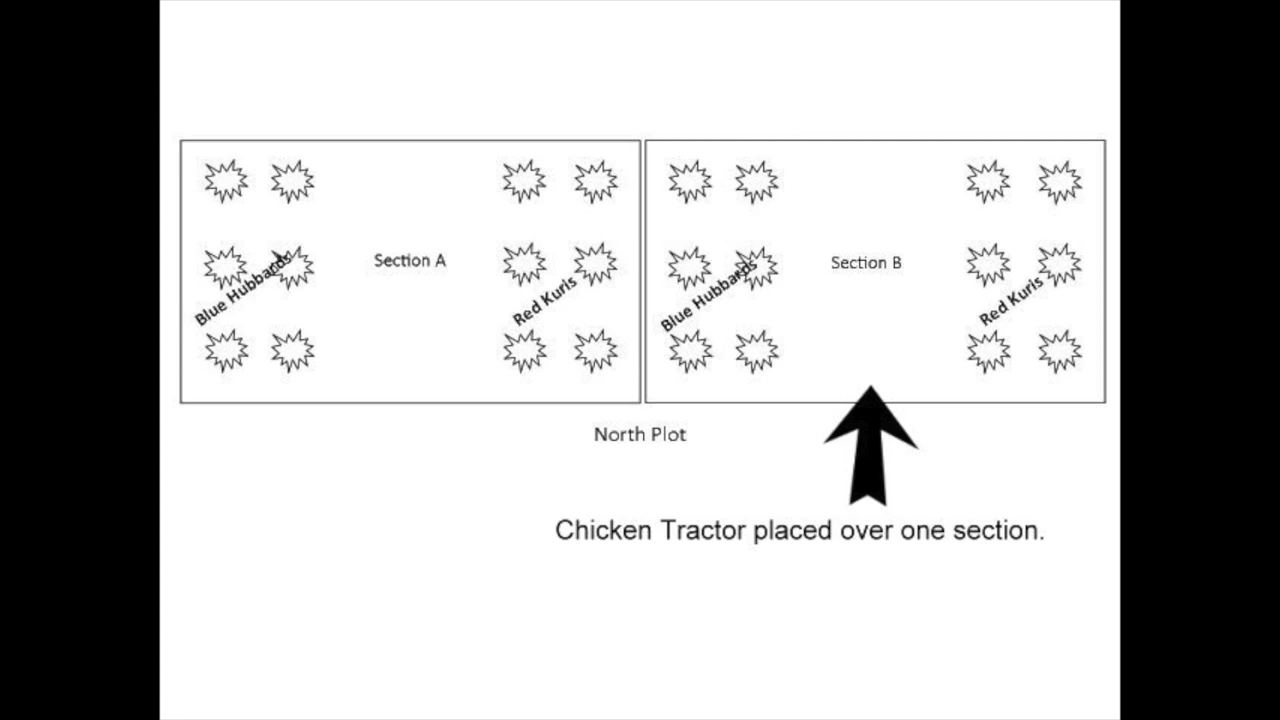 Blue Hubbards
Section A
Red Kuris
Blue Hubbards
Section B
Red Kuris
North Plot
Chicken Tractor placed over one section.